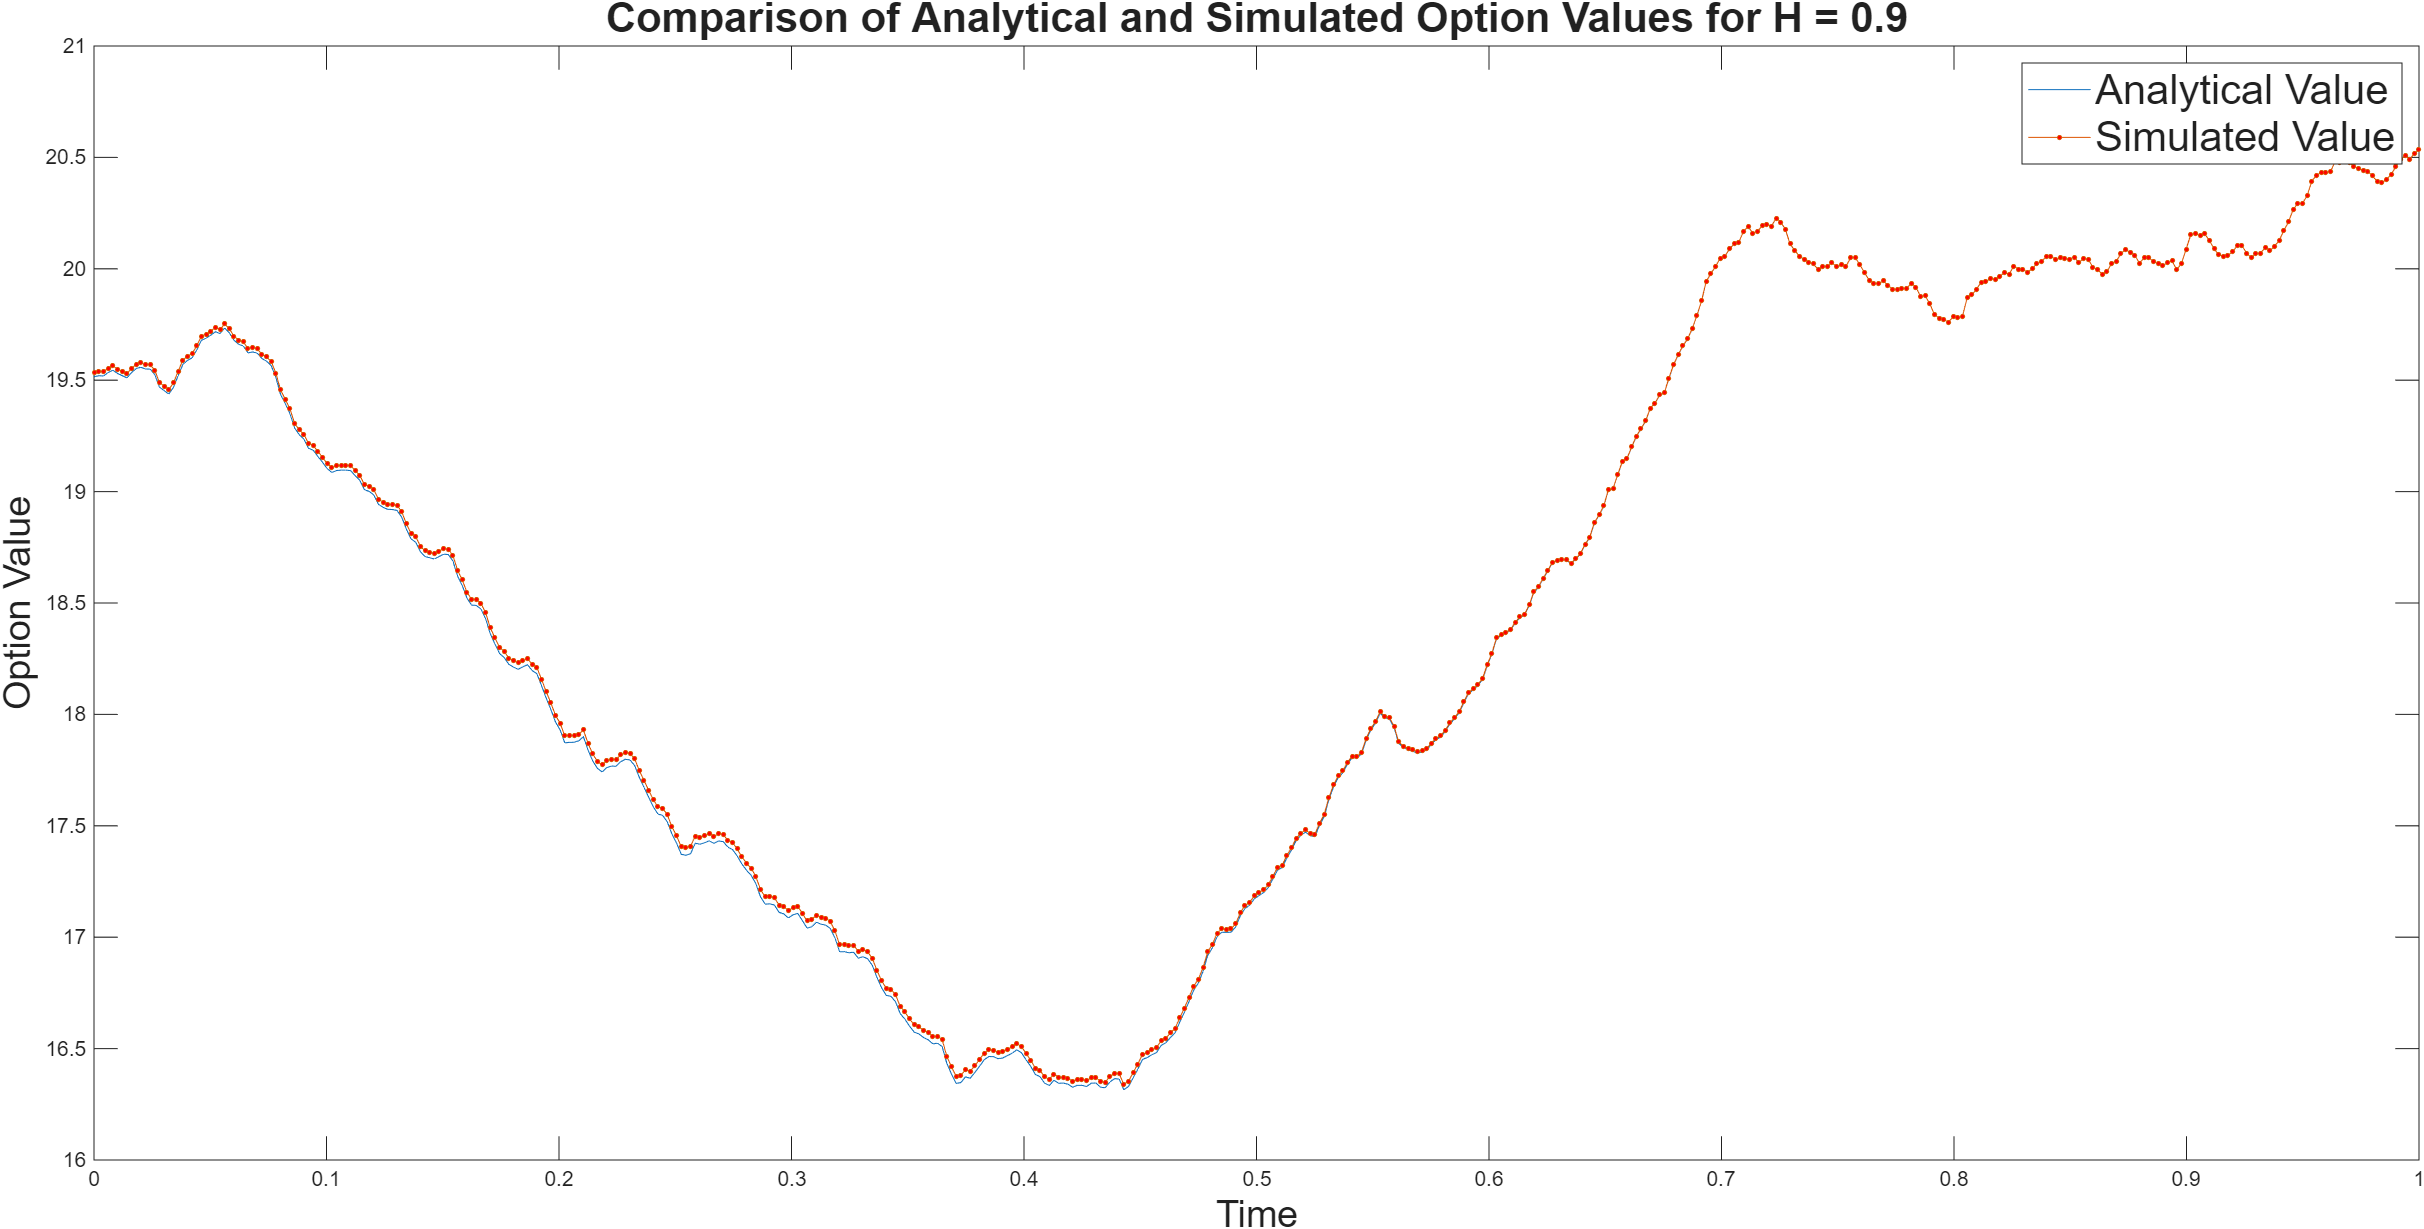 Comparison of Analytical and Simulated Option Values for H = 0.9
21
20.5
20
19.5
19
18.5
18
17.5
17
16.5
16
Option Value
Analytical Value
Simulated Value
0 0.1 0.2 0.3 0.4 0.5 0.6 0.7 0.8 0.9 1
Time